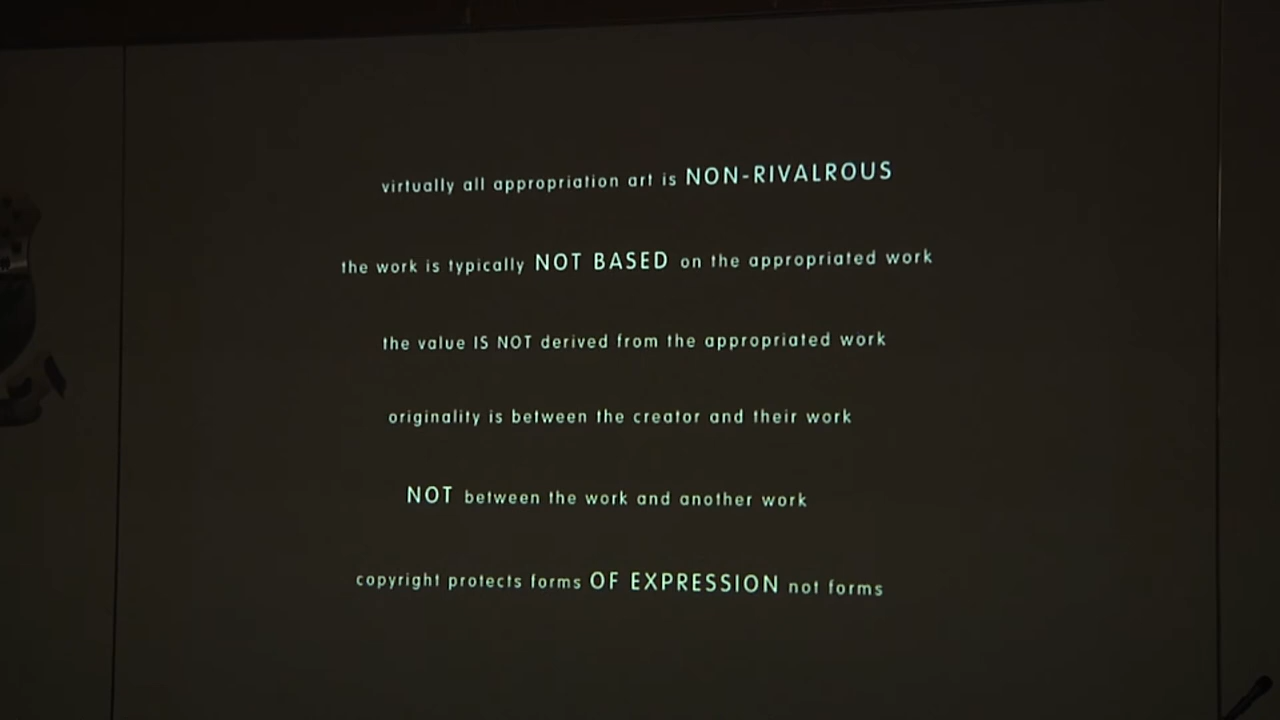 virtually all appropriation art is NON-RIVALROUS
the work is typically NOT BASED on the appropriated work
the value IS NOT derived from the appropriated work
originality is between the creator and their work
NOT between the work and another work
copyright protects forms OF EXPRESSION not forms